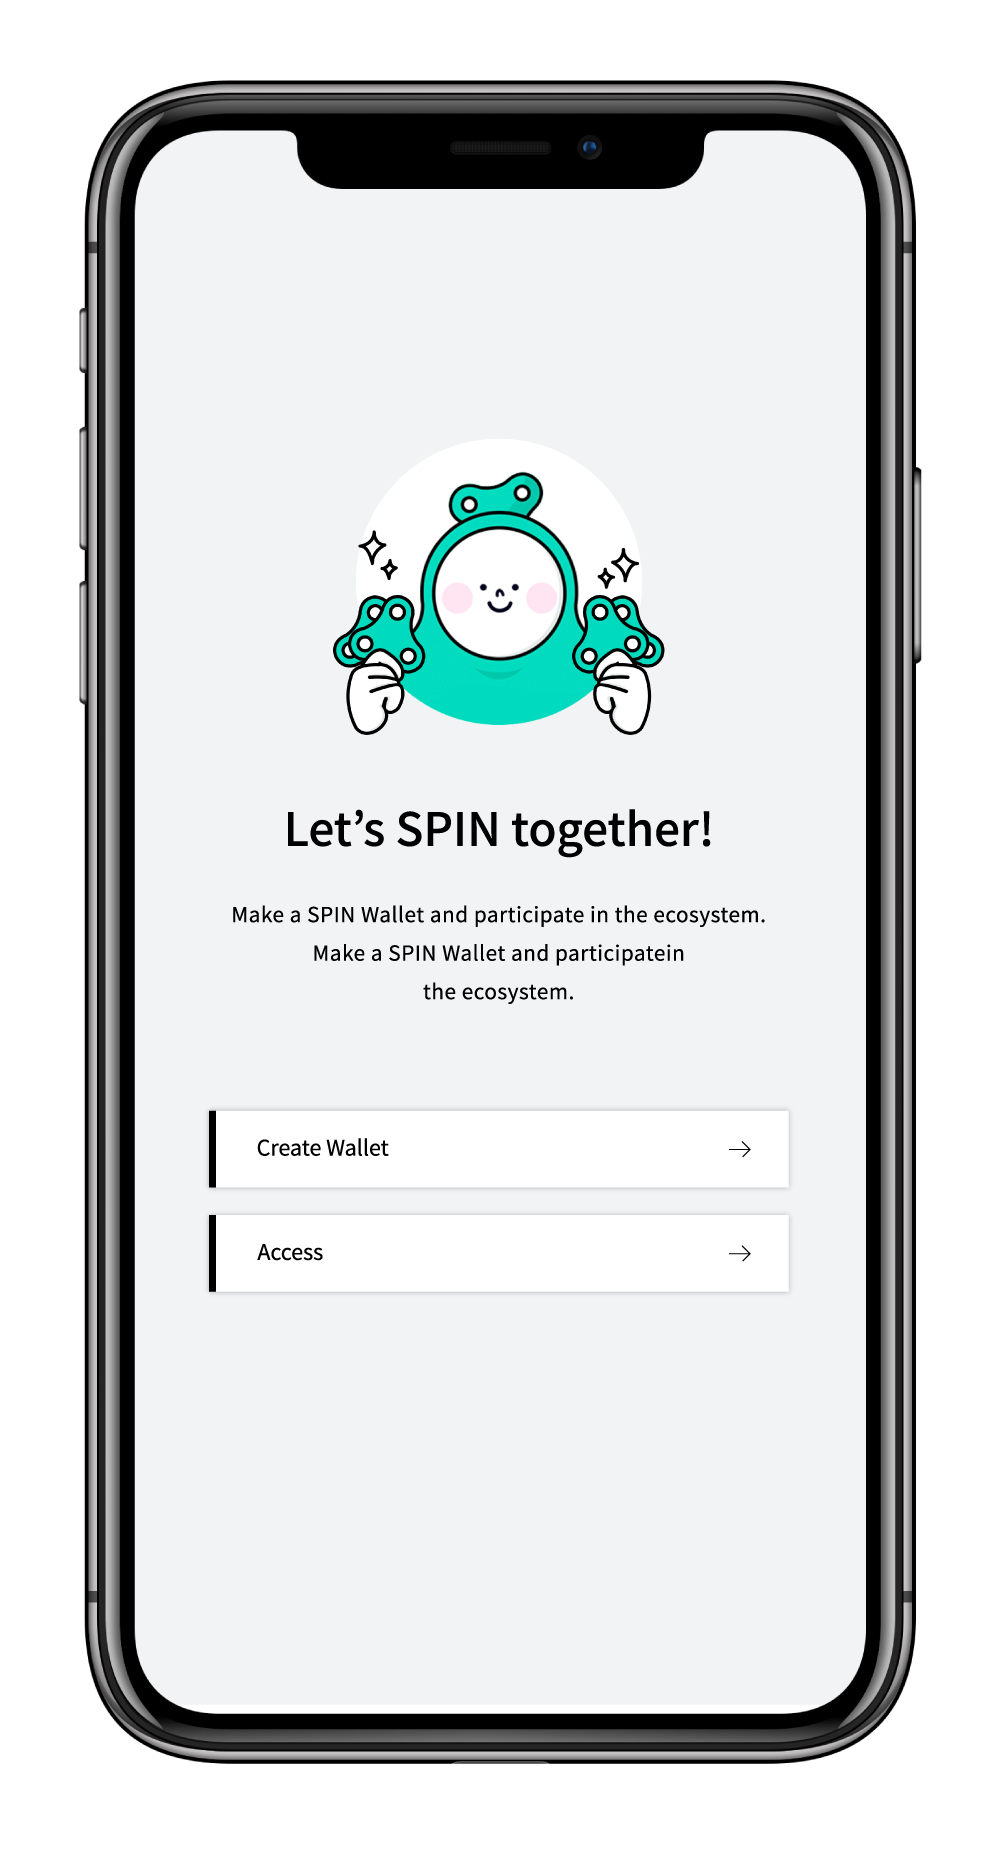 Let’s SPIN together!
Make a SPIN Wallet and participate in the ecosystem.
Make a SPIN Wallet and participatein
the ecosystem.
Create Wallet
Access